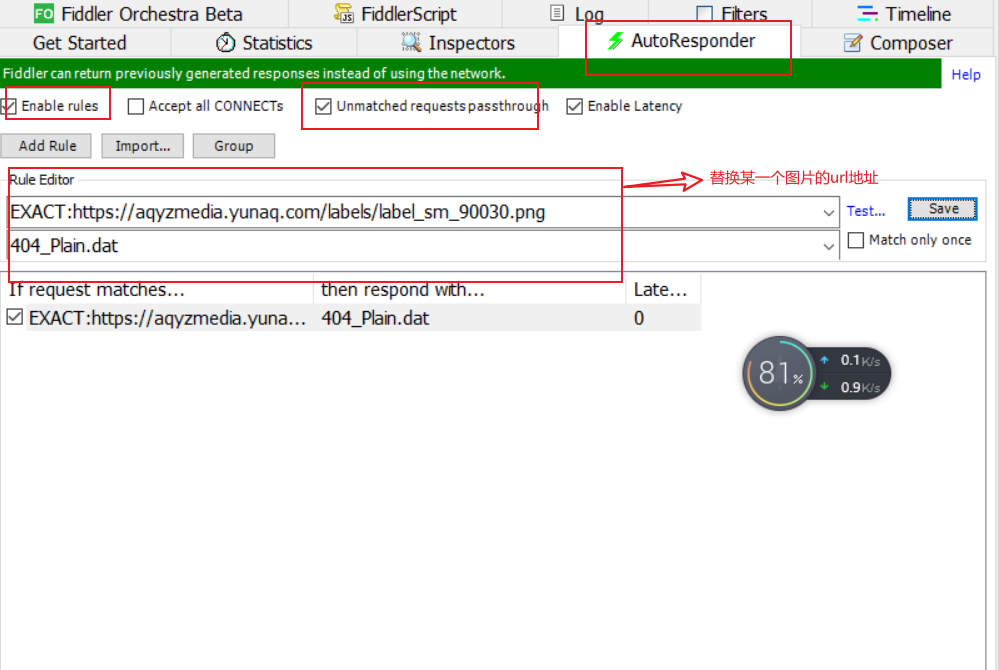 FO Fiddler Orchestra Beta
JS FiddlerScript
Log
Filters
Timeline
Get Started
Statistics
Inspectors
AutoResponder
Composer
Fiddler can return previously generated responses instead of using the network.
Help
Enable rules
Accept all CONNECTs
Unmatched requests passthrough
Enable Latency
Add Rule
Import...
Group
Rule Editor
替换某一个图片的url地址
EXACT:https://aqyzmedia.yunaq.com/labels/label_sm_90030.png
Test...
Save
404_Plain.dat
Match only once
If request matches...
then respond with...
Late...
EXACT:https://aqyzmedia.yuna...
404_Plain.dat
0
81%
0.1K/s
0.9K/s